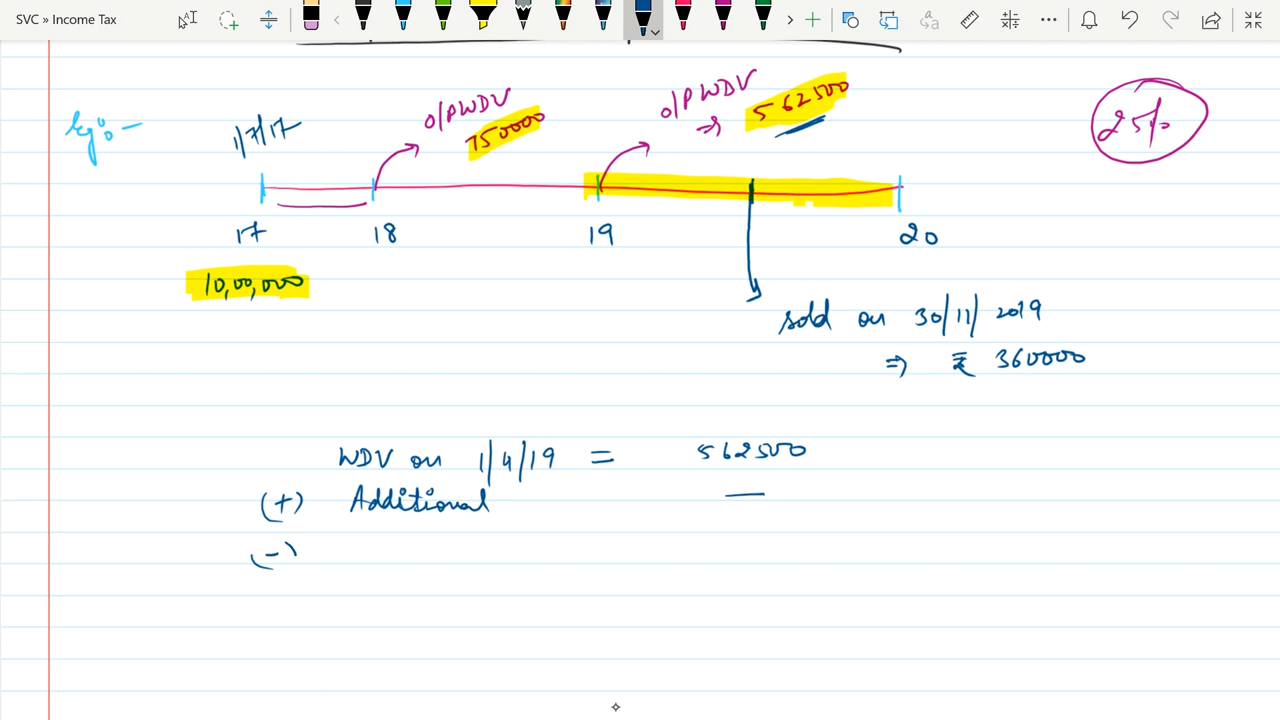 SVC » Income Tax
Eg:-
1/7/17
O/P WDV
750000
O/P WDV
⇒ 562500
25%
17 18 19 20
10,00,000
sold on 30/11/2019
⇒ ₹ 360000
WDV on 1/4/19 = 562500
(+) Additional —
(-)